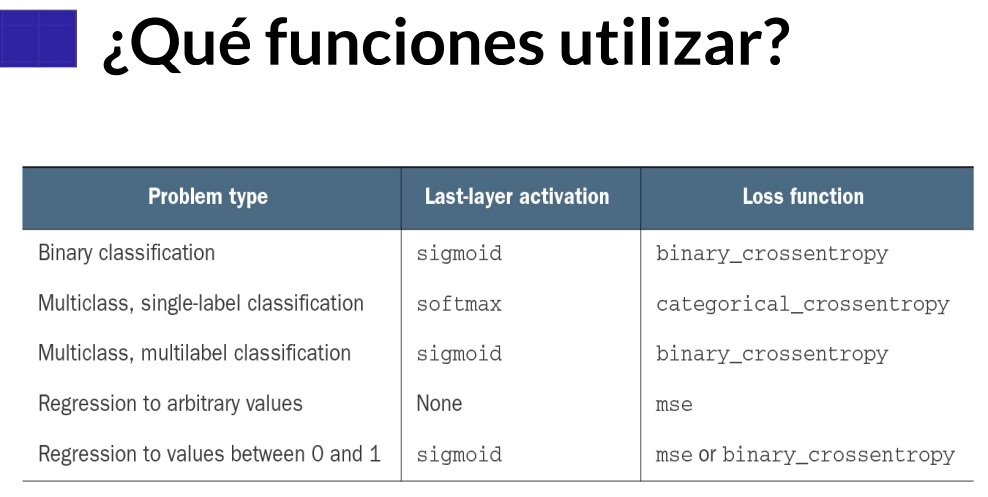 ¿Qué funciones utilizar?
Problem type Last-layer activation Loss function
Binary classification sigmoid binary_crossentropy
Multiclass, single-label classification softmax categorical_crossentropy
Multiclass, multilabel classification sigmoid binary_crossentropy
Regression to arbitrary values None mse
Regression to values between 0 and 1 sigmoid mse or binary_crossentropy